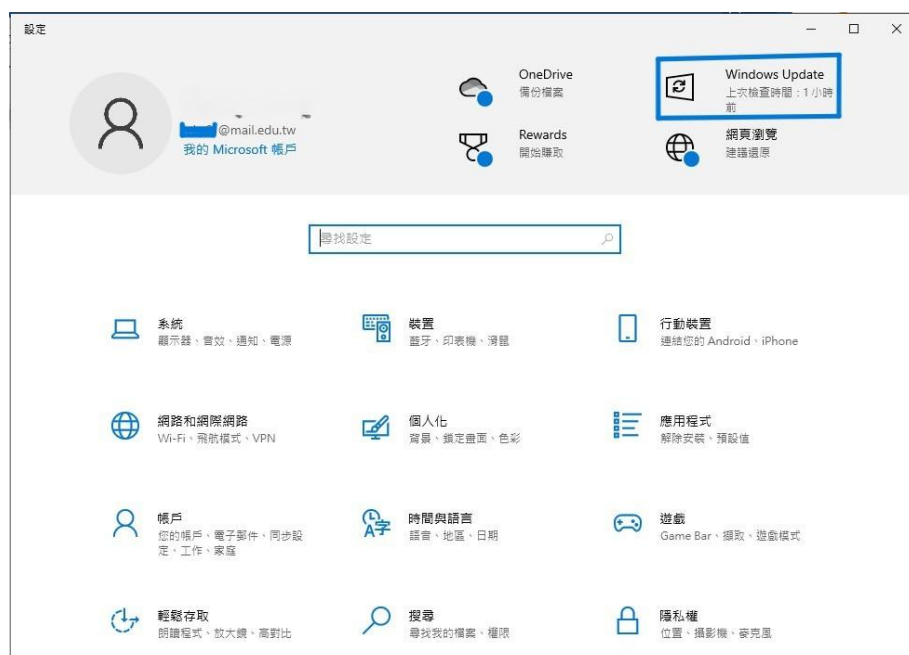 設定
OneDrive
備份檔案
Windows Update
上次檢查時間：1 小時
前
@mail.edu.tw
我的 Microsoft 帳戶
Rewards
開始賺取
網頁瀏覽
建議還原
尋找設定
系統
顯示器、音效、通知、電源
裝置
藍牙、印表機、滑鼠
行動裝置
連結您的 Android、iPhone
網路和網際網路
Wi-Fi、飛航模式、VPN
個人化
背景、鎖定畫面、色彩
應用程式
解除安裝、預設值
帳戶
您的帳戶、電子郵件、同步設
定、工作、家庭
時間與語言
語音、地區、日期
遊戲
Game Bar、擷取、遊戲模式
輕鬆存取
朗讀程式、放大鏡、高對比
搜尋
尋找我的檔案、權限
隱私權
位置、攝影機、麥克風